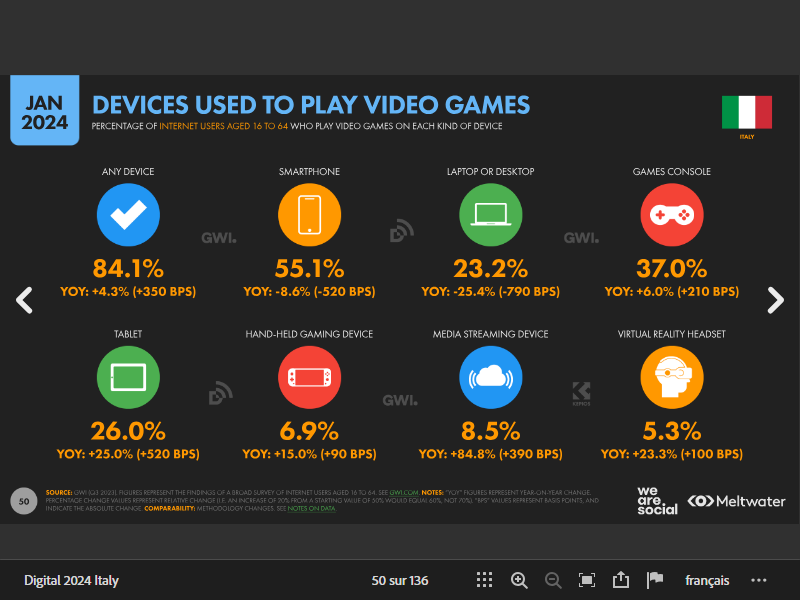 JAN
2024
DEVICES USED TO PLAY VIDEO GAMES
PERCENTAGE OF INTERNET USERS AGED 16 TO 64 WHO PLAY VIDEO GAMES ON EACH KIND OF DEVICE
ITALY
ANY DEVICE
SMARTPHONE
LAPTOP OR DESKTOP
GAMES CONSOLE
GWI.
GWI.
84.1%
55.1%
23.2%
37.0%
YOY: +4.3% (+350 BPS)
YOY: -8.6% (-520 BPS)
YOY: -25.4% (-790 BPS)
YOY: +6.0% (+210 BPS)
TABLET
HAND-HELD GAMING DEVICE
MEDIA STREAMING DEVICE
VIRTUAL REALITY HEADSET
GWI.
KEPIOS
26.0%
6.9%
8.5%
5.3%
YOY: +25.0% (+520 BPS)
YOY: +15.0% (+90 BPS)
YOY: +84.8% (+390 BPS)
YOY: +23.3% (+100 BPS)
50
SOURCE: GWI (Q3 2023). FIGURES REPRESENT THE FINDINGS OF A BROAD SURVEY OF INTERNET USERS AGED 16 TO 64. SEE GWI.COM. NOTES: "YOY" FIGURES REPRESENT YEAR-ON-YEAR CHANGE.
PERCENTAGE CHANGE VALUES REPRESENT RELATIVE CHANGE (I.E. AN INCREASE OF 20% FROM A STARTING VALUE OF 50% WOULD EQUAL 60%, NOT 70%). "BPS" VALUES REPRESENT BASIS POINTS, AND
INDICATE THE ABSOLUTE CHANGE. COMPARABILITY: METHODOLOGY CHANGES. SEE NOTES ON DATA.
we
are.
social
Meltwater
Digital 2024 Italy
50 sur 136
français